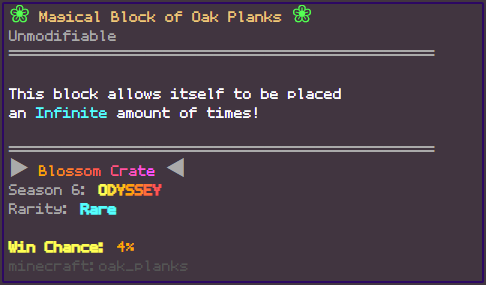 ❀ Magical Block of Oak Planks ❀
Unmodifiable
This block allows itself to be placed
an Infinite amount of times!
▶ Blossom Crate ◀
Season 6: ODYSSEY
Rarity: Rare
Win Chance: 4%
minecraft:oak_planks